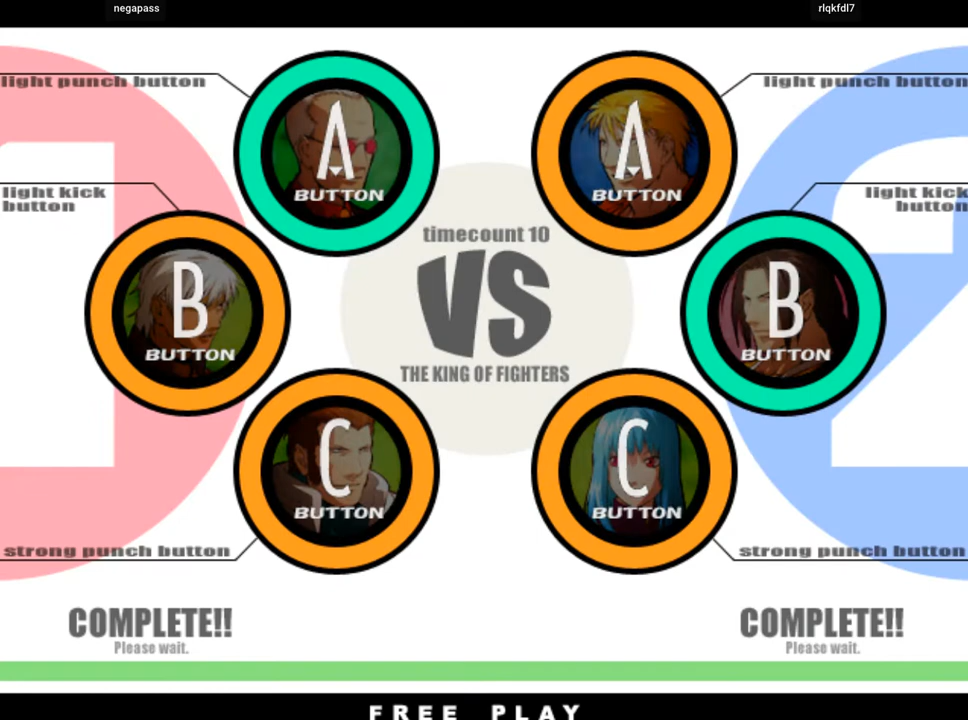 negapass
rlqkfdl7
light punch button
light punch button
A
BUTTON
A
BUTTON
light kick
button
light kick
button
1
2
timecount 10
VS
THE KING OF FIGHTERS
B
BUTTON
B
BUTTON
C
BUTTON
C
BUTTON
strong punch button
strong punch button
COMPLETE!!
Please wait.
COMPLETE!!
Please wait.
FREE PLAY